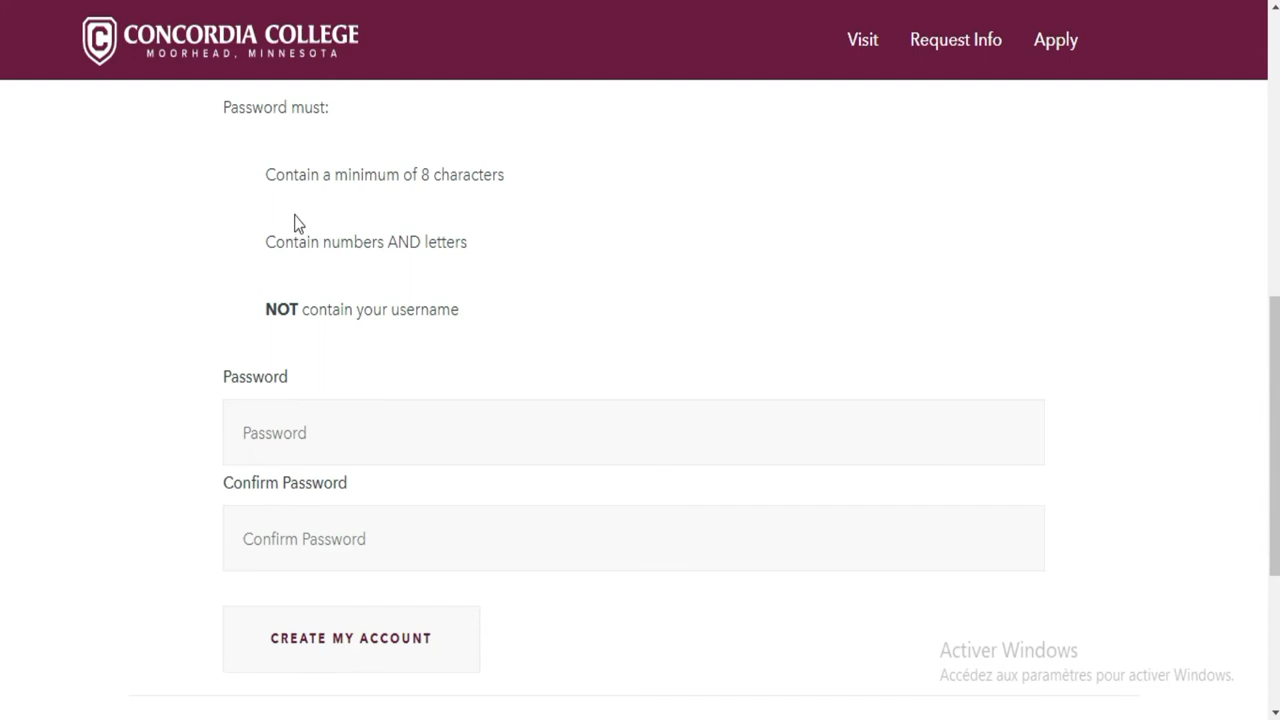 CONCORDIA COLLEGE
MOORHEAD, MINNESOTA
Visit Request Info Apply
Password must:
Contain a minimum of 8 characters
Contain numbers AND letters
NOT contain your username
Password
Password
Confirm Password
Confirm Password
CREATE MY ACCOUNT
Activer Windows
Accédez aux paramètres pour activer Windows.